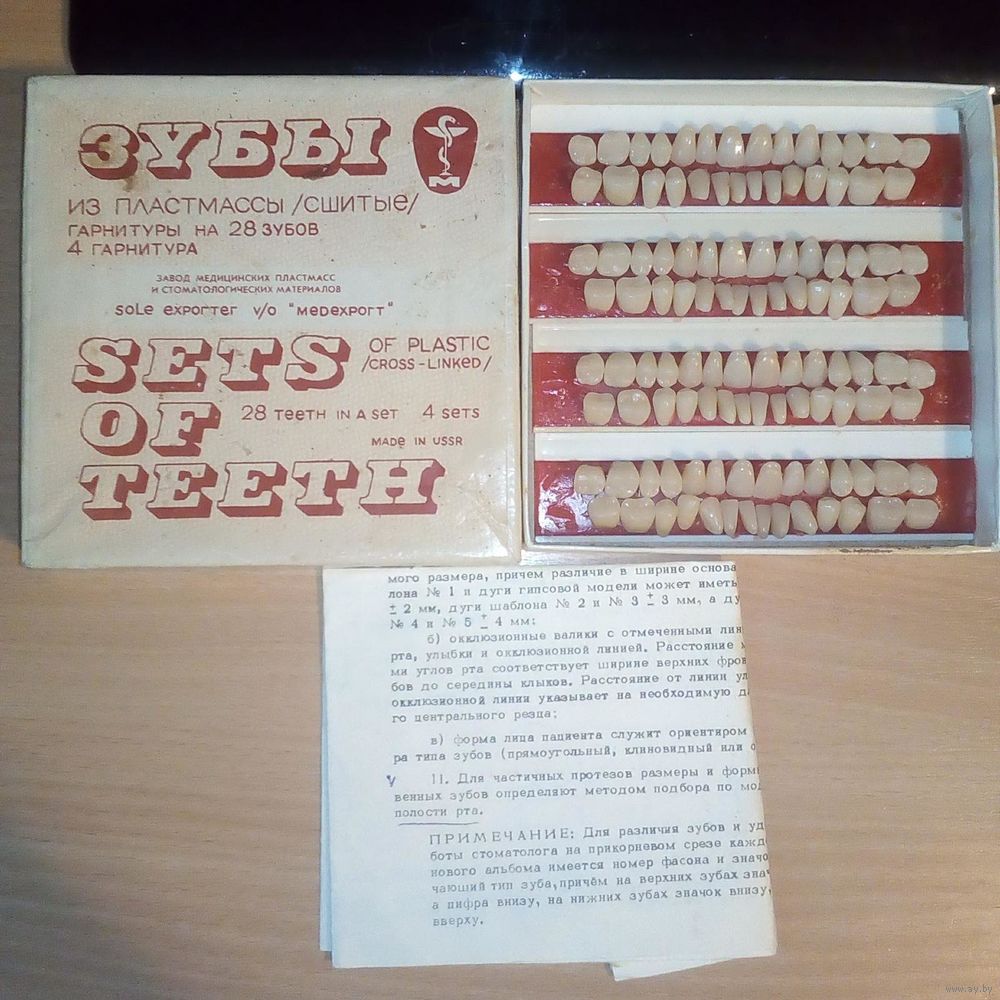 ЗУБЫ
М
ИЗ ПЛАСТМАССЫ /СШИТЫЕ/
ГАРНИТУРЫ НА 28 ЗУБОВ
4 ГАРНИТУРА
ЗАВОД МЕДИЦИНСКИХ ПЛАСТМАСС
И СТОМАТОЛОГИЧЕСКИХ МАТЕРИАЛОВ
SOLE EXPORTER V/O "MEDEXPORT"
SETS OF PLASTIC
/CROSS-LINKED/
OF 28 TEETH IN A SET 4 SETS
MADE IN USSR
TEETH
мого размера, причем различие в ширине основа
лона № 1 и дуги гипсовой модели может иметь
± 2 мм, дуги шаблона № 2 и № 3 ± 3 мм, а ду
№ 4 и № 5 ± 4 мм;
б) окклюзионные валики с отмеченными лин
рта, улыбки и окклюзионной линией. Расстояние
ми углов рта соответствует ширине верхних фрон
бов до середины клыков. Расстояние от линии ул
окклюзионной линии указывает на необходимую д
го центрального резца;
в) форма лица пациента служит ориентиром
ра типа зубов (прямоугольный, клиновидный или о
V 11. Для частичных протезов размеры и форм
венных зубов определяют методом подбора по мод
полости рта.
ПРИМЕЧАНИЕ: Для различия зубов и уд
боты стоматолога на прикорневом срезе кажд
нового альбома имеется номер фасона и значо
чающий тип зуба, причём на верхних зубах знач
а цифра внизу, на нижних зубах значок внизу,
вверху.
www.ay.by